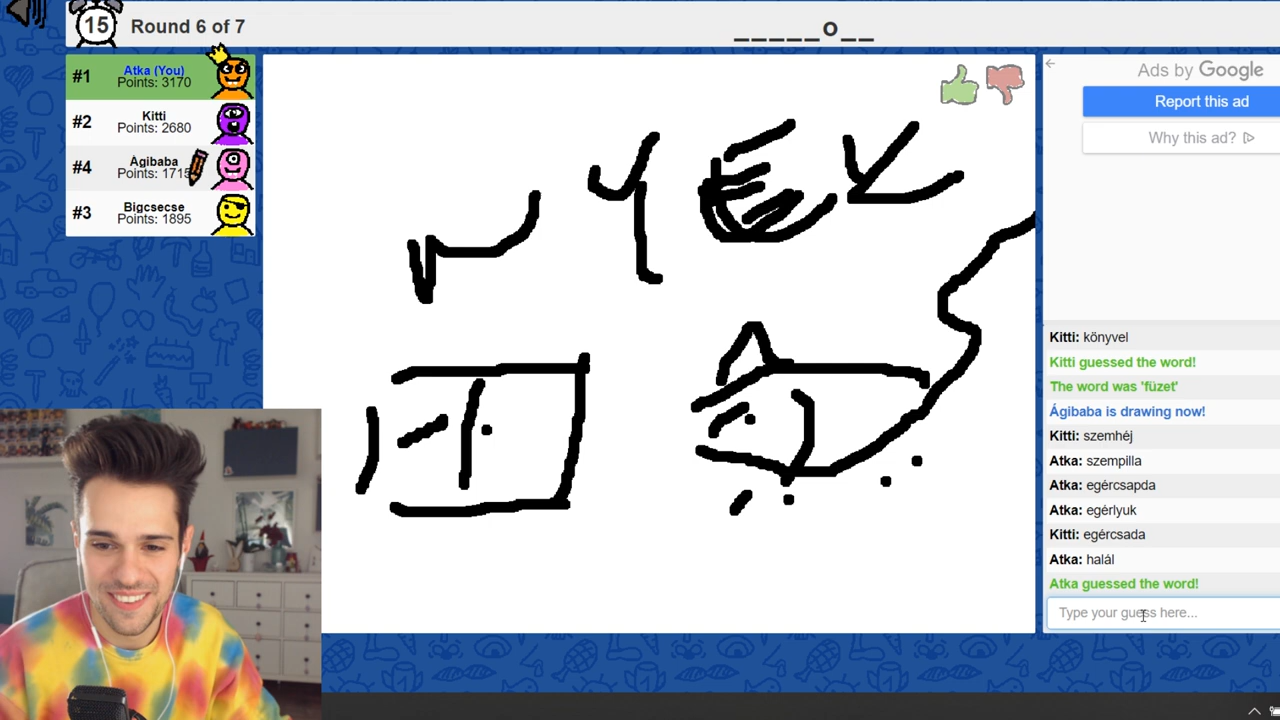 15 Round 6 of 7
_____o__
#1 Atka (You)
Points: 3170
#2 Kitti
Points: 2680
#4 Ágibaba
Points: 1715
#3 Bigcsecse
Points: 1895
Ads by Google
Report this ad
Why this ad?
Kitti: könyvel
Kitti guessed the word!
The word was 'füzet'
Ágibaba is drawing now!
Kitti: szemhéj
Atka: szempilla
Atka: egércsapda
Atka: egérlyuk
Kitti: egércsada
Atka: halál
Atka guessed the word!
Type your guess here...